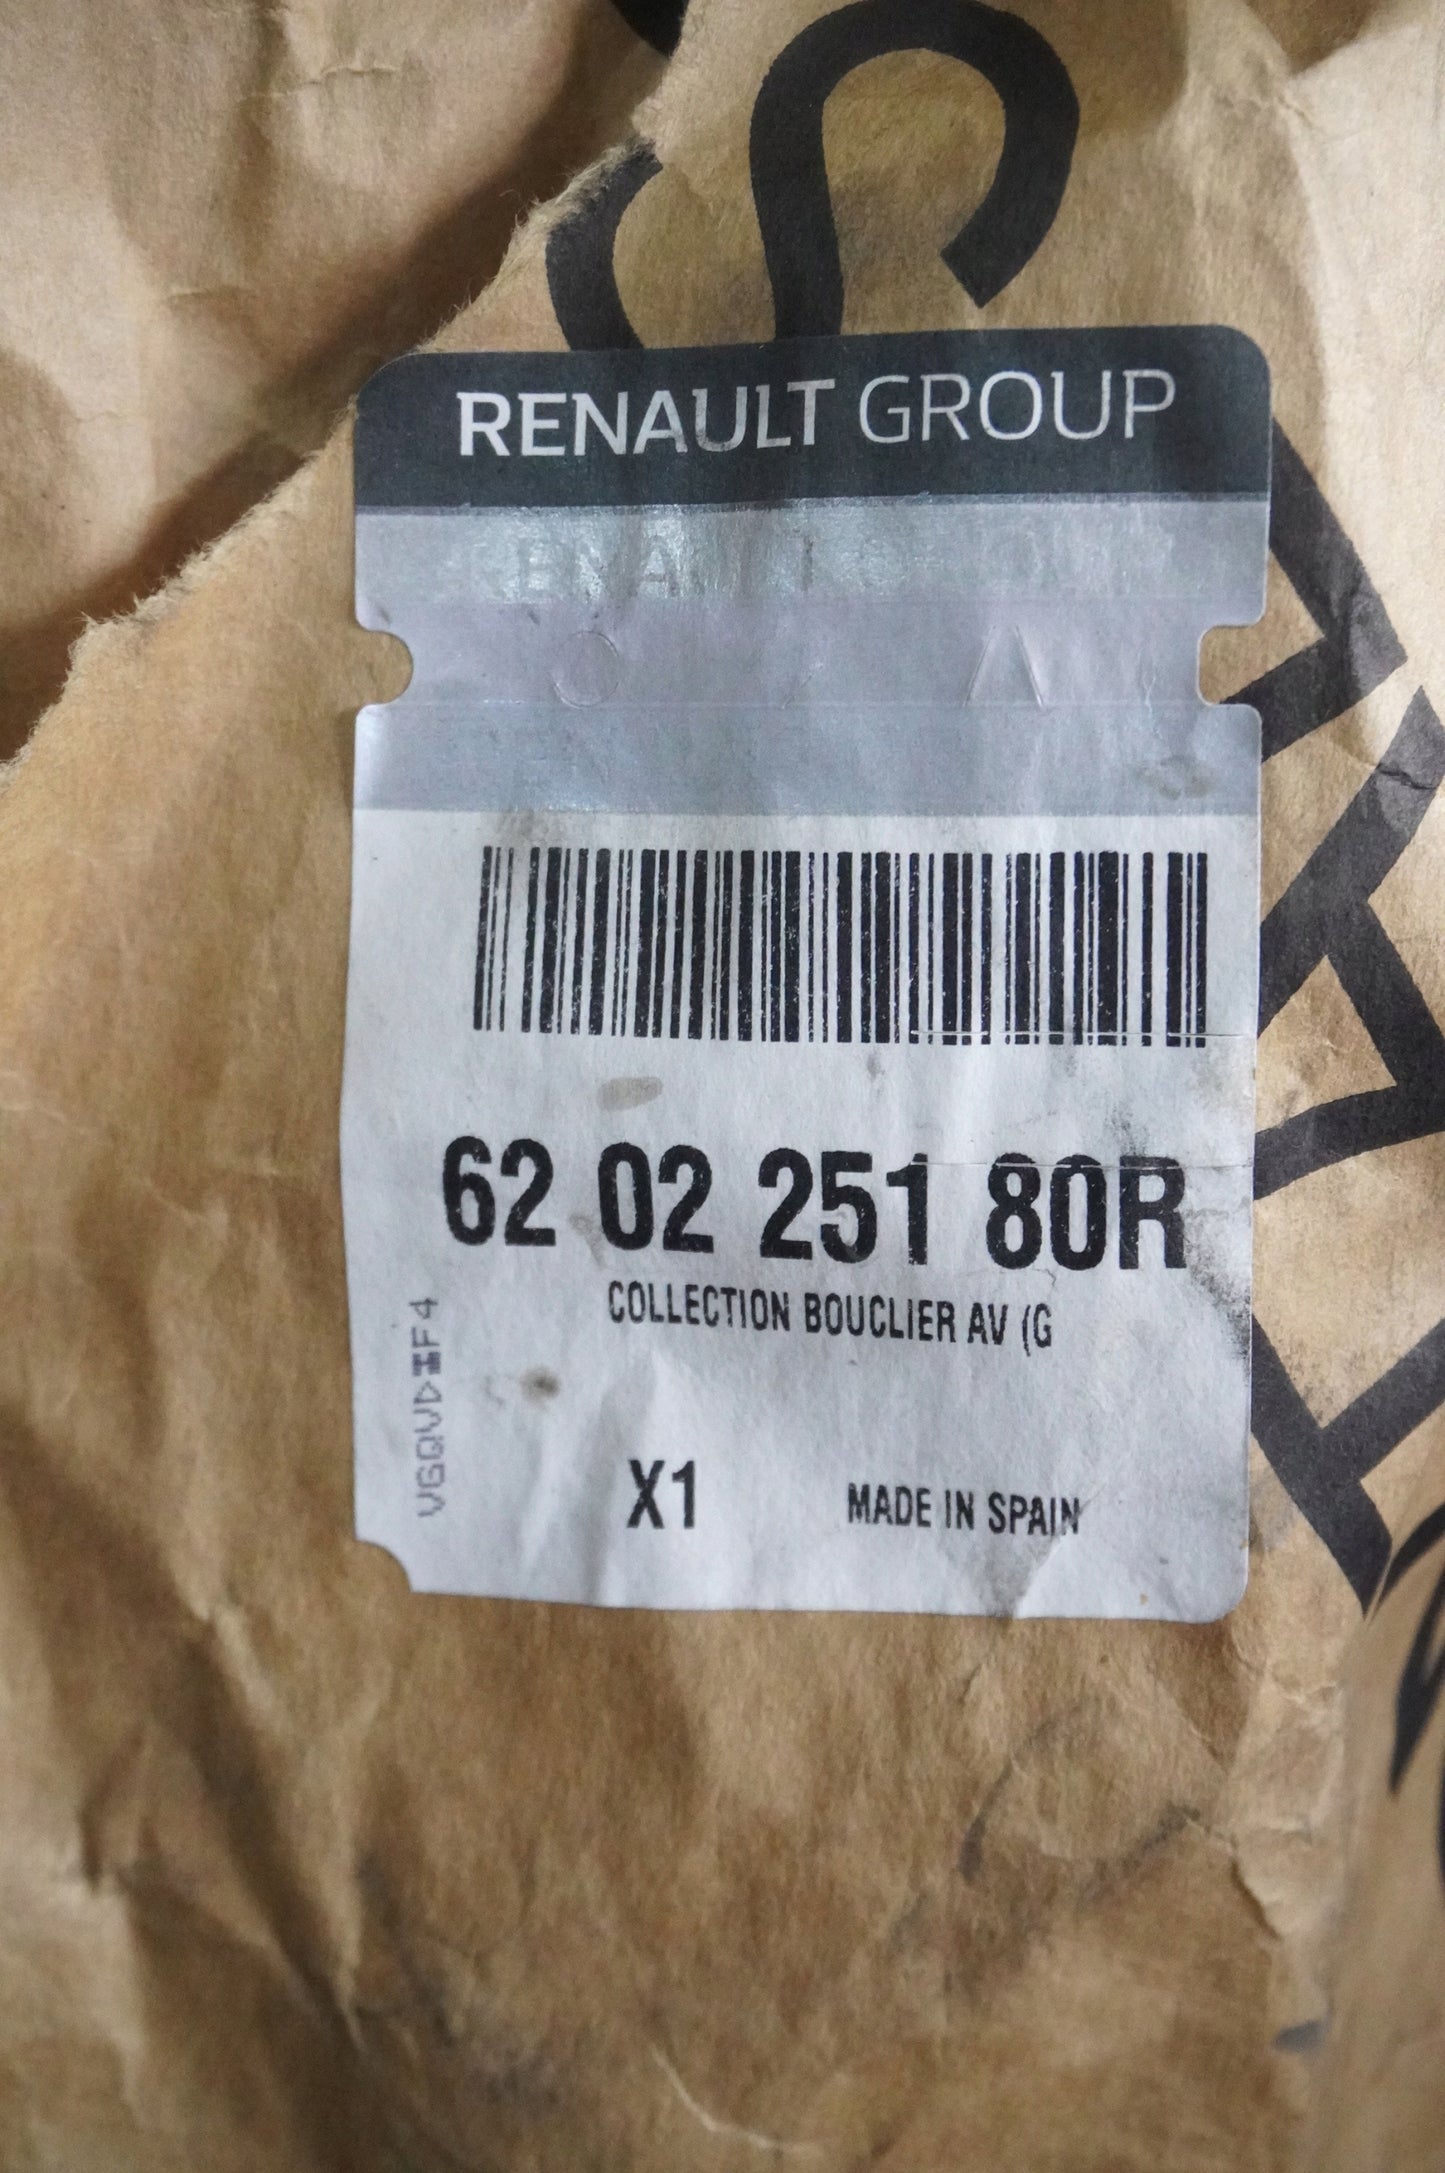 RENAULT GROUP
62 02 251 80R
COLLECTION BOUCLIER AV (G
X1
MADE IN SPAIN